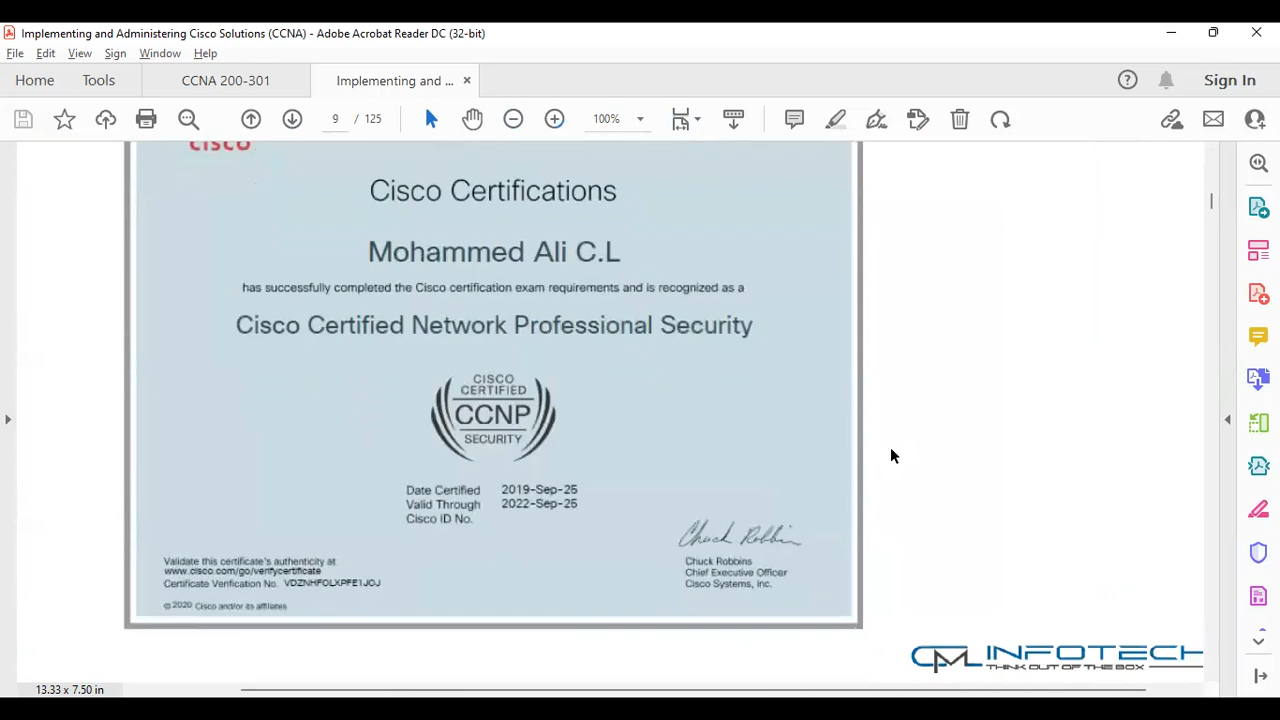 Implementing and Administering Cisco Solutions (CCNA) - Adobe Acrobat Reader DC (32-bit)
File Edit View Sign Window Help
Home Tools CCNA 200-301 Implementing and ... × Sign In
9 / 125 100%
CISCO
Cisco Certifications
Mohammed Ali C.L
has successfully completed the Cisco certification exam requirements and is recognized as a
Cisco Certified Network Professional Security
CISCO
CERTIFIED
CCNP
SECURITY
Date Certified 2019-Sep-25
Valid Through 2022-Sep-25
Cisco ID No.
Chuck Robbins
Validate this certificate's authenticity at
www.cisco.com/go/verifycertificate
Certificate Verification No. VDZNHFOLXPFE1JOJ
Chuck Robbins
Chief Executive Officer
Cisco Systems, Inc.
© 2020 Cisco and/or its affiliates
CML INFOTECH
THINK OUT OF THE BOX
13.33 x 7.50 in